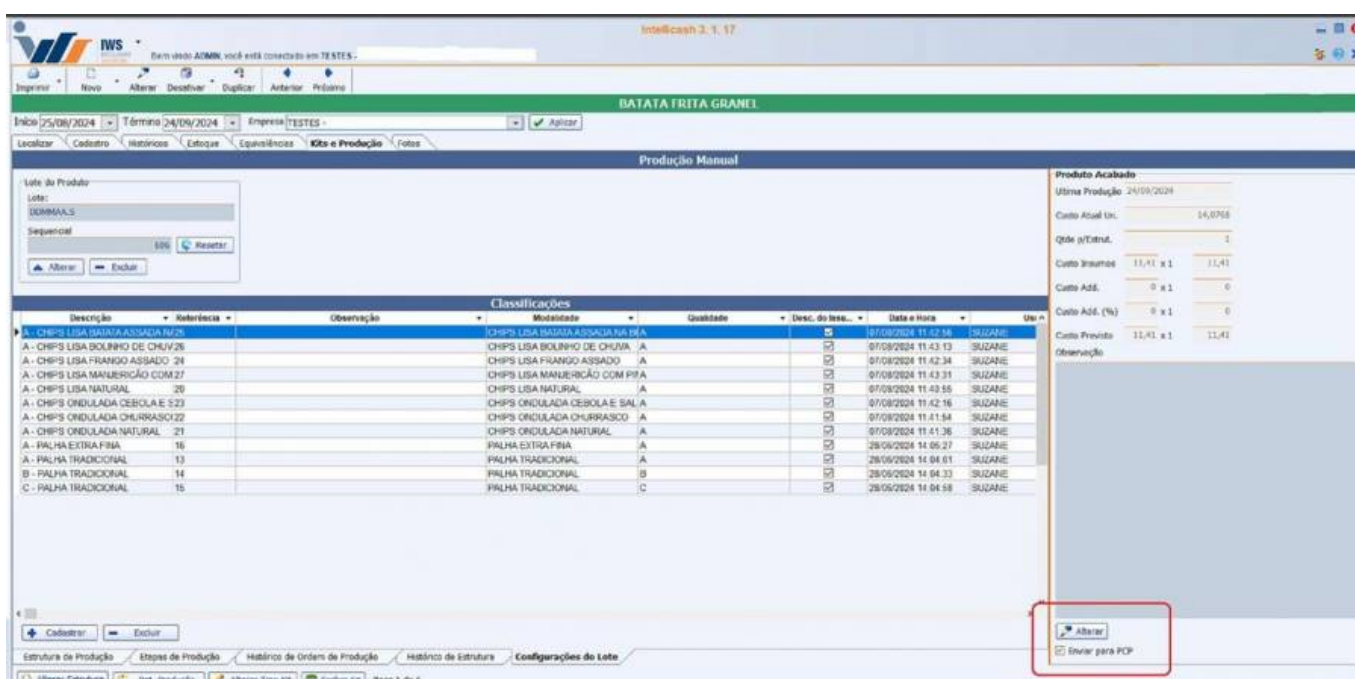 Intellicash 3. 1. 17
IWS
Bem vindo ADMIN, você está conectado em TESTES -
Imprimir Novo Alterar Desativar Duplicar Anterior Próximo
BATATA FRITA GRANEL
Início 25/08/2024 Término 24/09/2024 Empresa TESTES - Aplicar
Localizar Cadastro Históricos Estoque Equivalências Kits e Produção Fotos
Produção Manual
Lote do Produto
Lote:
DDMMAA.S
Sequencial
606 Resetar
Alterar Excluir
Produto Acabado
Ultima Produção 24/09/2024
Custo Atual Un. 14,0768
Qtde p/Estrut. 1
Custo Insumos 11,41 x 1 11,41
Custo Add. 0 x 1 0
Custo Add. (%) 0 x 1 0
Custo Previsto 11,41 x 1 11,41
Observação
Classificações
Descrição Referência Observação Modalidade Qualidade Desc. do tess... Data e Hora Usu
A - CHIPS LISA BATATA ASSADA NA 25 CHIPS LISA BATATA ASSADA NA B A 07/08/2024 11:42:56 SUZANE
A - CHIPS LISA BOLINHO DE CHUV 26 CHIPS LISA BOLINHO DE CHUVA A 07/08/2024 11:43:13 SUZANE
A - CHIPS LISA FRANGO ASSADO 24 CHIPS LISA FRANGO ASSADO A 07/08/2024 11:42:34 SUZANE
A - CHIPS LISA MANJERICÃO COM 27 CHIPS LISA MANJERICÃO COM PI A 07/08/2024 11:43:31 SUZANE
A - CHIPS LISA NATURAL 20 CHIPS LISA NATURAL A 07/08/2024 SUZANE
A - CHIPS ONDULADA CEBOLA E S 23 CHIPS ONDULADA CEBOLA E SAL A 07/08/2024 11:42:16 SUZANE
A - CHIPS ONDULADA CHURRASC 22 CHIPS ONDULADA CHURRASCO A 07/08/2024 11:41:54 SUZANE
A - CHIPS ONDULADA NATURAL 21 CHIPS ONDULADA NATURAL A 07/08/2024 11:41:36 SUZANE
A - PALHA EXTRA FINA 16 PALHA EXTRA FINA A 28/06/2024 14:05:27 SUZANE
A - PALHA TRADICIONAL 13 PALHA TRADICIONAL A 28/06/2024 SUZANE
B - PALHA TRADICIONAL 14 PALHA TRADICIONAL B 28/06/2024 14:04:33 SUZANE
C - PALHA TRADICIONAL 15 PALHA TRADICIONAL C 28/06/2024 14:04:58 SUZANE
Cadastrar Excluir
Alterar
Enviar para PCP
Estrutura de Produção Etapas de Produção Histórico de Ordem de Produção Histórico de Estrutura Configurações do Lote